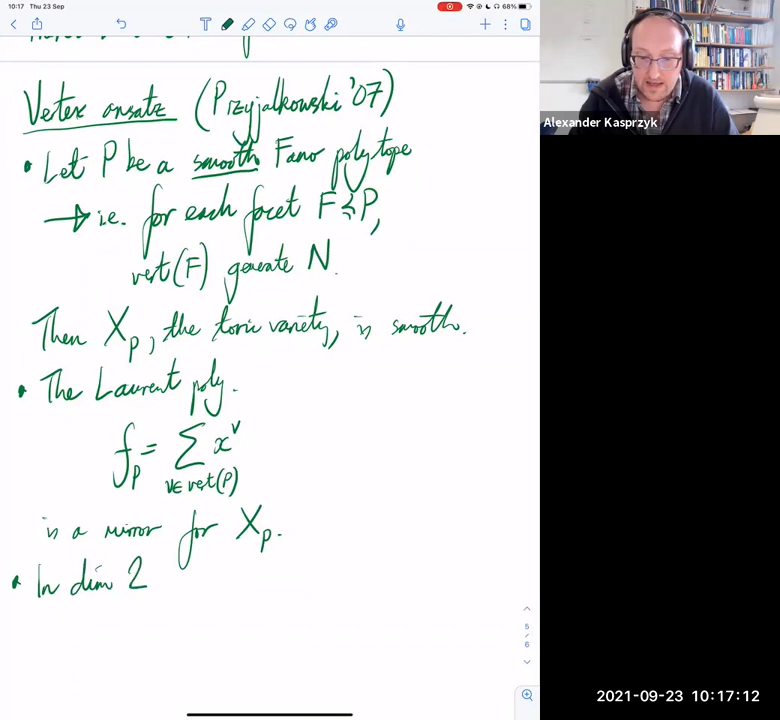 10:17 Thu 23 Sep
68%
Vertex ansatz (Przyjalkowski '07)
• Let P be a smooth Fano polytope
→ i.e. for each facet F ≤ P,
vert(F) generate N.
Then X_P, the toric variety, is smooth.
• The Laurent poly.
f_P = Σ x^v
v∈vert(P)
is a mirror for X_P.
• In dim 2
5
/
6
Alexander Kasprzyk
2021-09-23 10:17:12